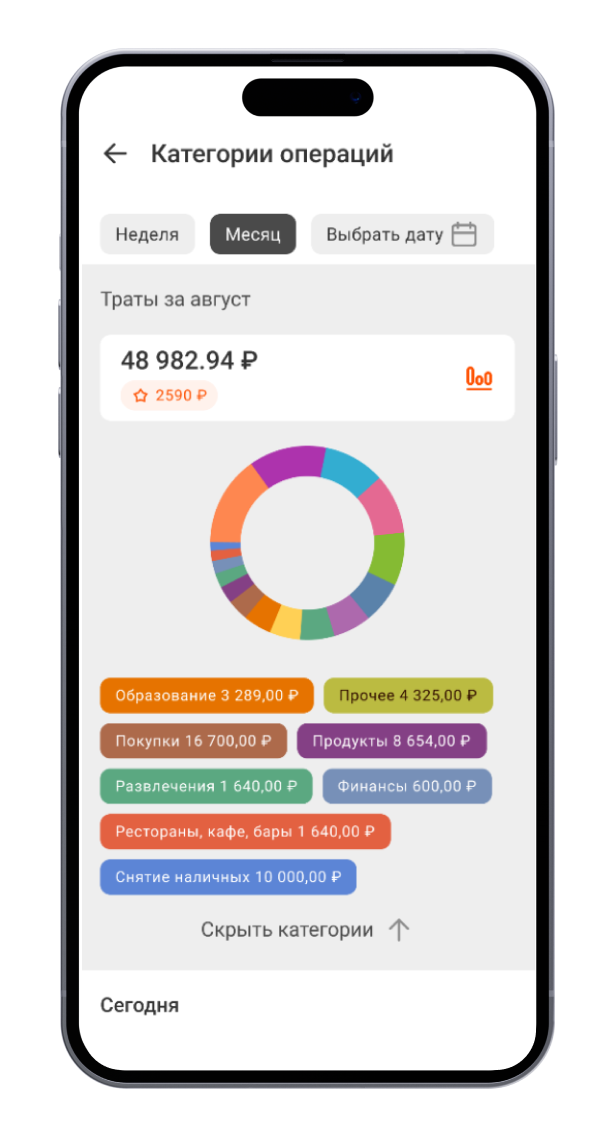 Категории операций
Неделя
Месяц
Выбрать дату
Траты за август
48 982.94 ₽
2590 ₽
Образование 3 289,00 ₽
Прочее 4 325,00 ₽
Покупки 16 700,00 ₽
Продукты 8 654,00 ₽
Развлечения 1 640,00 ₽
Финансы 600,00 ₽
Рестораны, кафе, бары 1 640,00 ₽
Снятие наличных 10 000,00 ₽
Скрыть категории
Сегодня